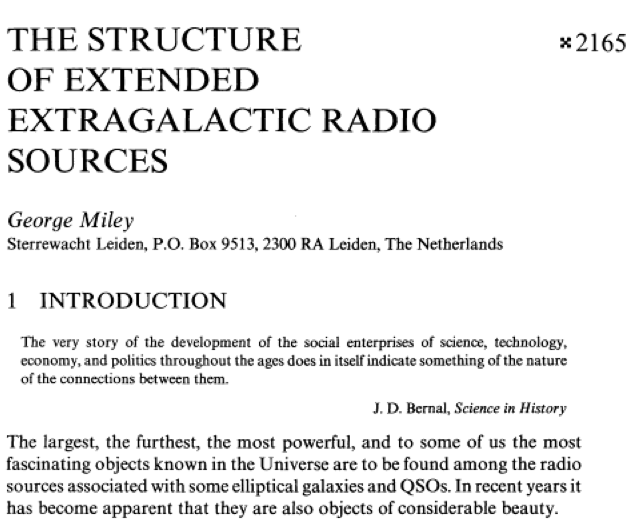 THE STRUCTURE
⁎2165
OF EXTENDED
EXTRAGALACTIC RADIO
SOURCES
George Miley
Sterrewacht Leiden, P.O. Box 9513, 2300 RA Leiden, The Netherlands
1 INTRODUCTION
The very story of the development of the social enterprises of science, technology,
economy, and politics throughout the ages does in itself indicate something of the nature
of the connections between them.
J. D. Bernal, Science in History
The largest, the furthest, the most powerful, and to some of us the most
fascinating objects known in the Universe are to be found among the radio
sources associated with some elliptical galaxies and QSOs. In recent years it
has become apparent that they are also objects of considerable beauty.